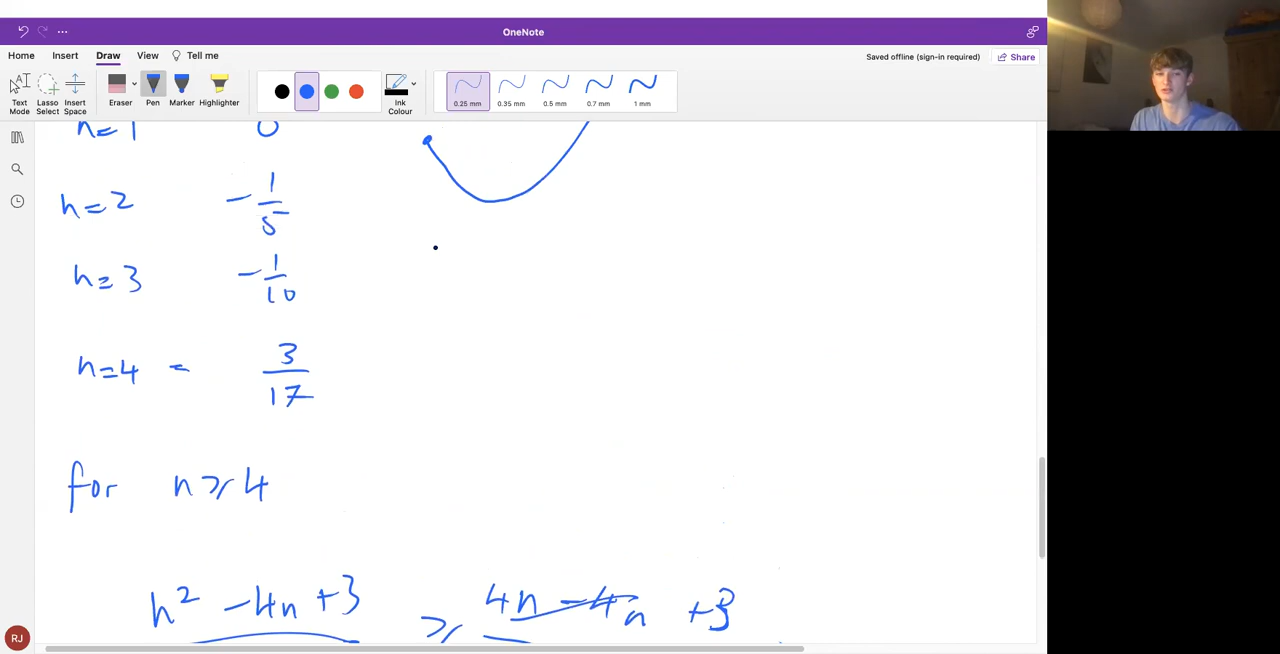 OneNote
Home Insert Draw View Tell me
Saved offline (sign-in required) Share
Text Mode Lasso Select Insert Space Eraser Pen Marker Highlighter Ink Colour 0.25 mm 0.35 mm 0.5 mm 0.7 mm 1 mm
n=1 0
n=2 -1/5
n=3 -1/10
n=4 = 3/17
for n≥4
n² -4n +3 ≥ 4n -4n +3
RJ